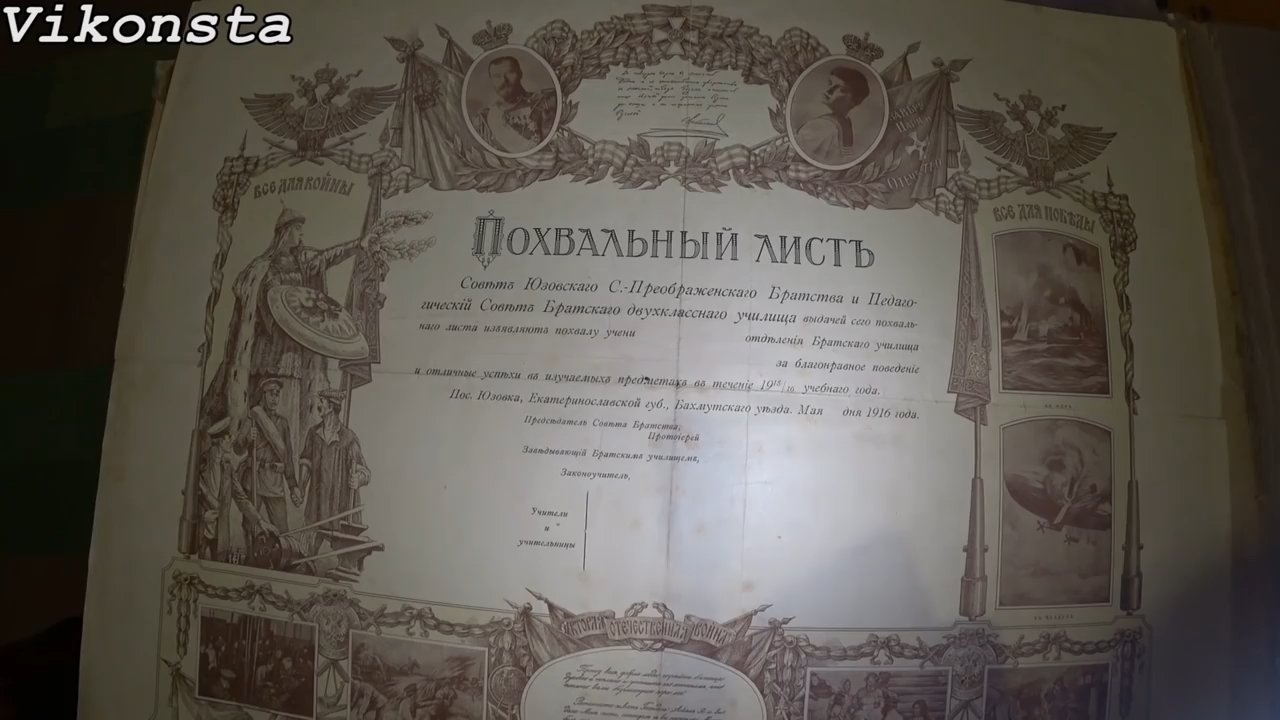 Vikonsta
ВСЕ ДЛЯ ВОЙНЫ
ВСЕ ДЛЯ ПОБѢДЫ
ПОХВАЛЬНЫЙ ЛИСТЪ
Совѣтъ Юзовскаго С.-Преображенскаго Братства и Педаго-
гическій Совѣтъ Братскаго двухкласснаго училища выдачей сего похваль-
наго листа изъявляютъ похвалу учени
отдѣленія Братскаго училища
за благонравное поведеніе
и отличные успѣхи въ изучаемыхъ предметахъ въ теченіе 1915/16 учебнаго года.
Пос. Юзовка, Екатеринославской губ., Бахмутскаго уѣзда. Мая дня 1916 года.
Предсѣдатель Совѣта Братства,
Протоіерей
Завѣдывающій Братскимъ училищемъ,
Законоучитель,
Учители
и
учительницы
ВТОРАЯ ОТЕЧЕСТВЕННАЯ ВОЙНА